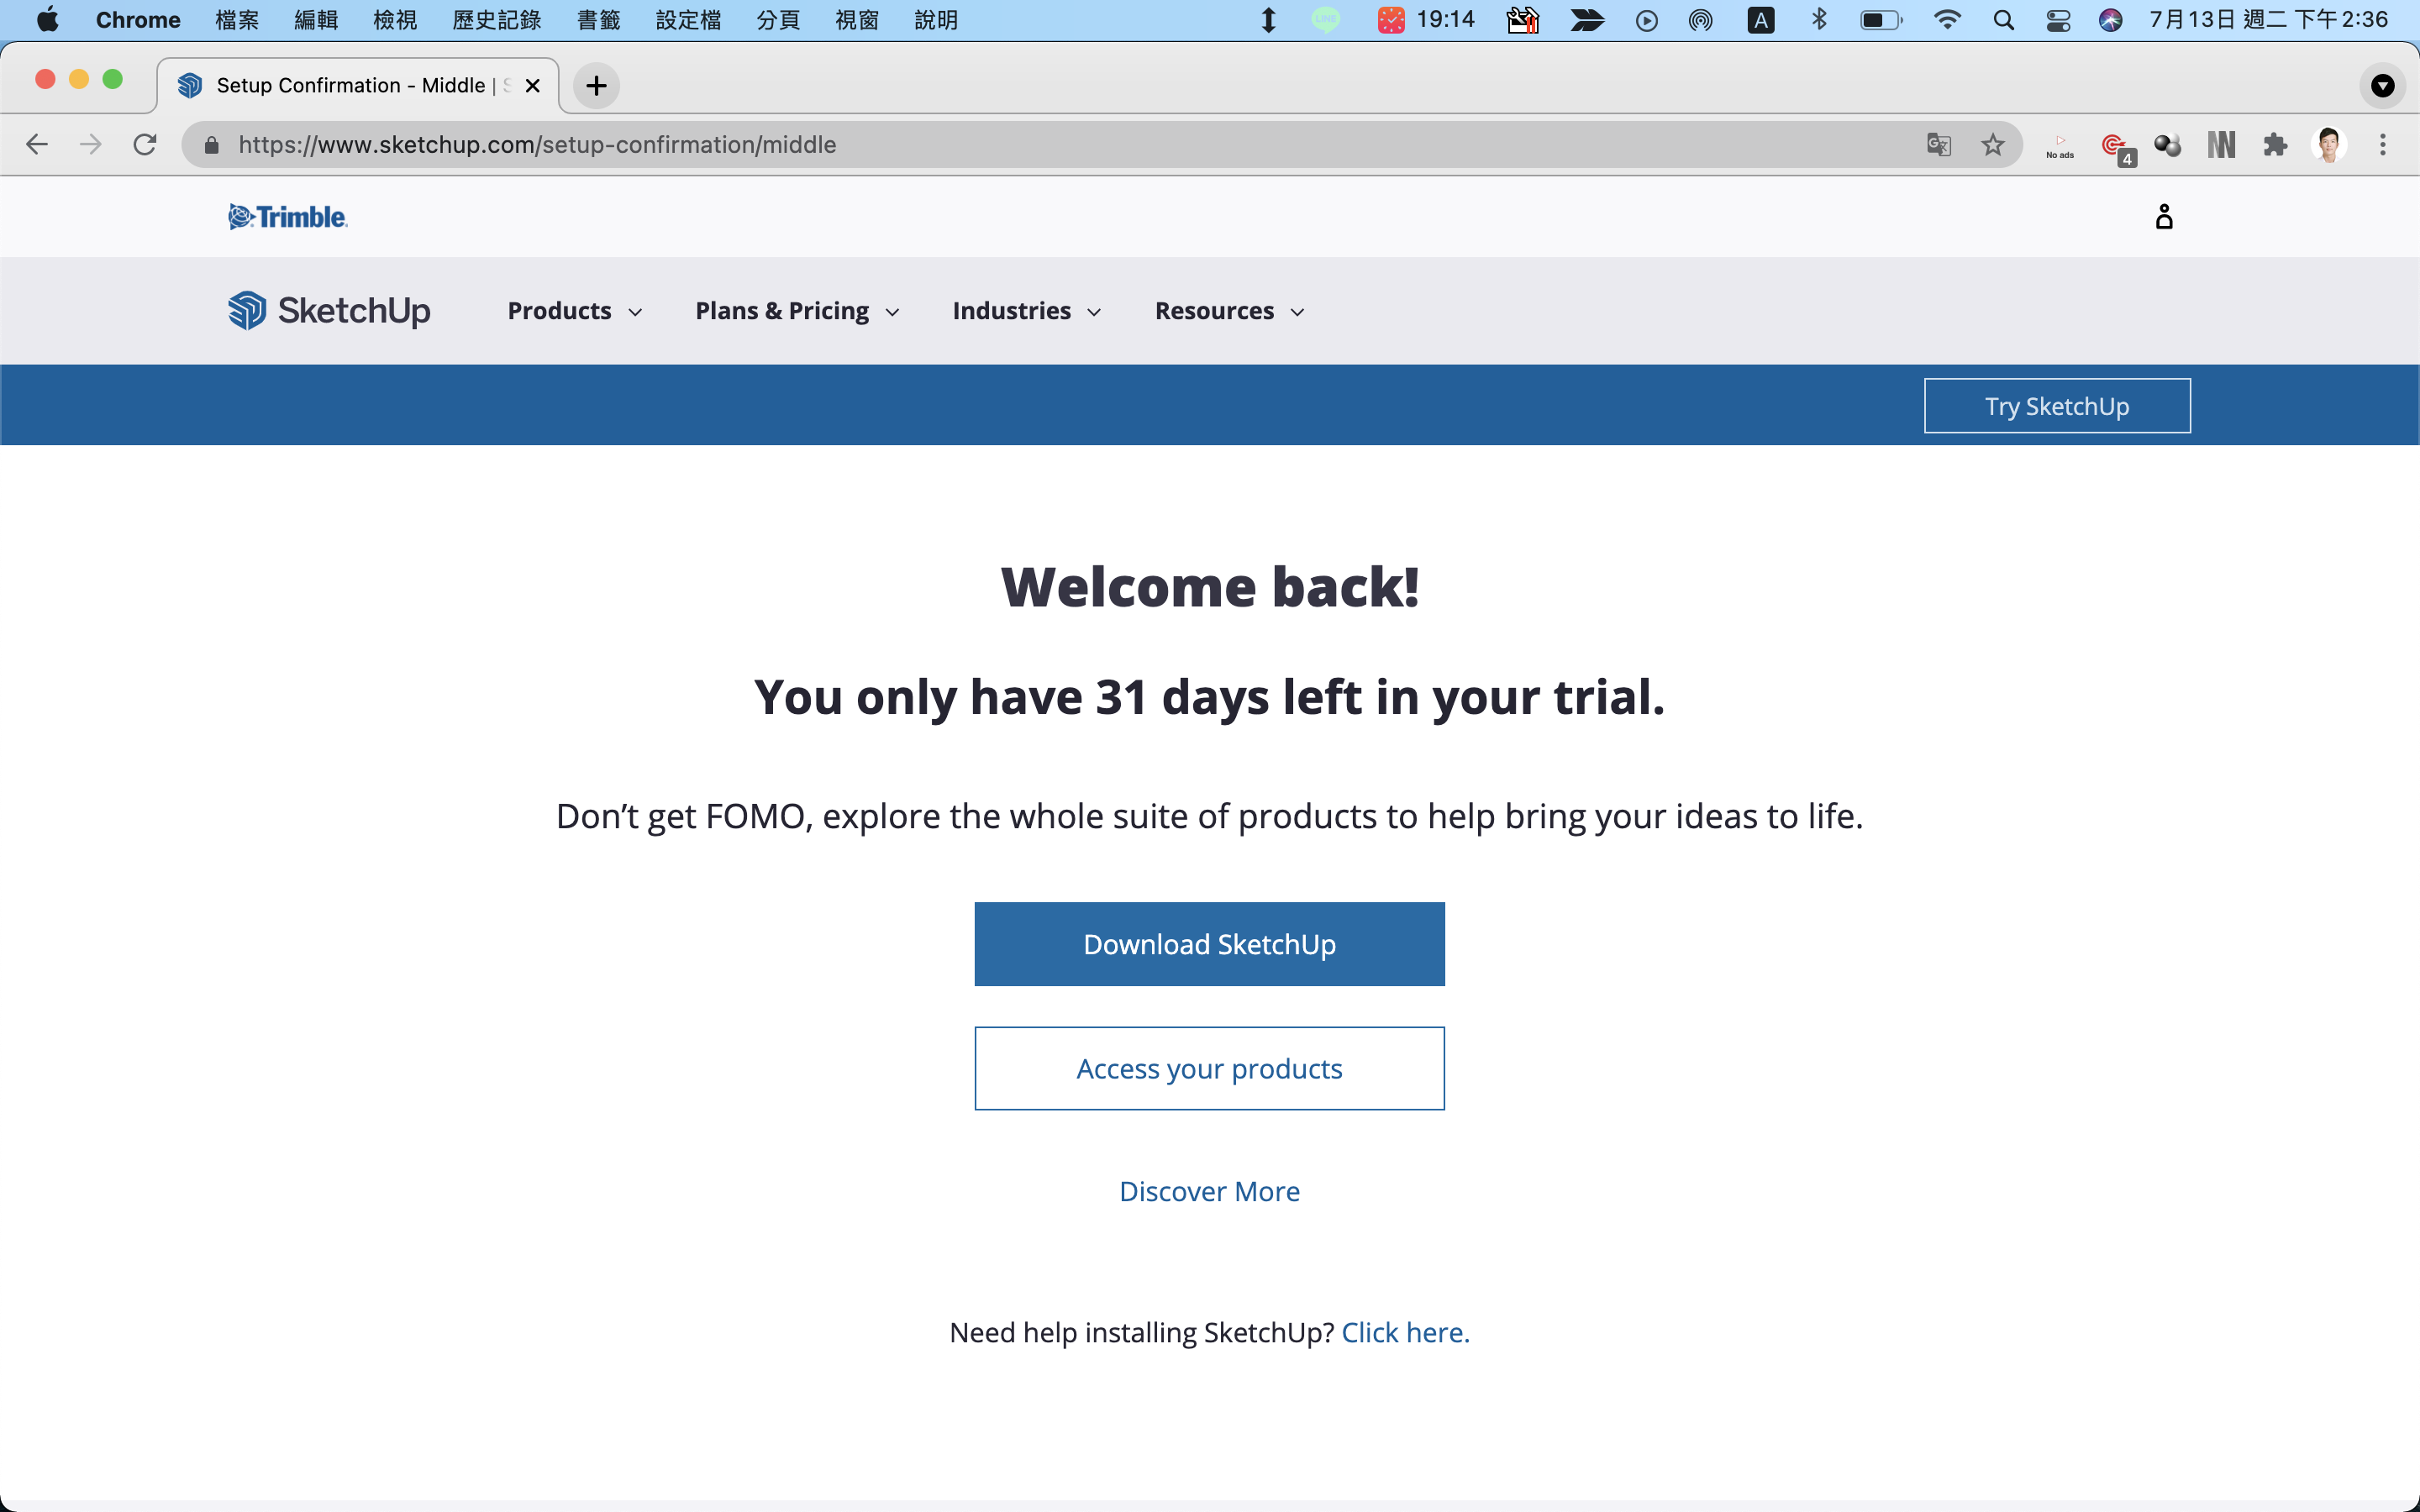 Chrome 檔案 編輯 檢視 歷史記錄 書籤 設定檔 分頁 視窗 說明 LINE 19:14 A 7月13日 週二 下午2:36
Setup Confirmation - Middle |
https://www.sketchup.com/setup-confirmation/middle No ads 4
Trimble
SketchUp Products Plans & Pricing Industries Resources
Try SketchUp
Welcome back!
You only have 31 days left in your trial.
Don’t get FOMO, explore the whole suite of products to help bring your ideas to life.
Download SketchUp
Access your products
Discover More
Need help installing SketchUp? Click here.